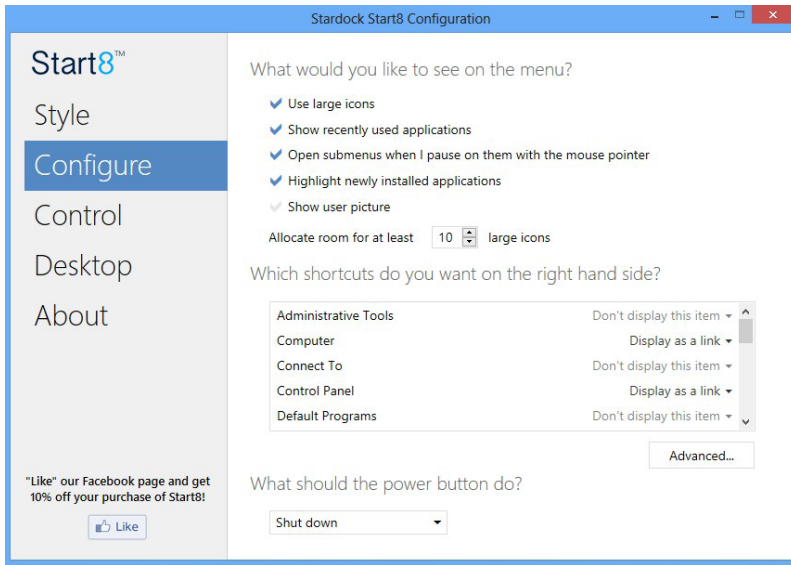 Stardock Start8 Configuration
Start8™
Style
Configure
Control
Desktop
About
"Like" our Facebook page and get
10% off your purchase of Start8!
Like
What would you like to see on the menu?
Use large icons
Show recently used applications
Open submenus when I pause on them with the mouse pointer
Highlight newly installed applications
Show user picture
Allocate room for at least 10 large icons
Which shortcuts do you want on the right hand side?
Administrative Tools Don't display this item
Computer Display as a link
Connect To Don't display this item
Control Panel Display as a link
Default Programs Don't display this item
Advanced...
What should the power button do?
Shut down